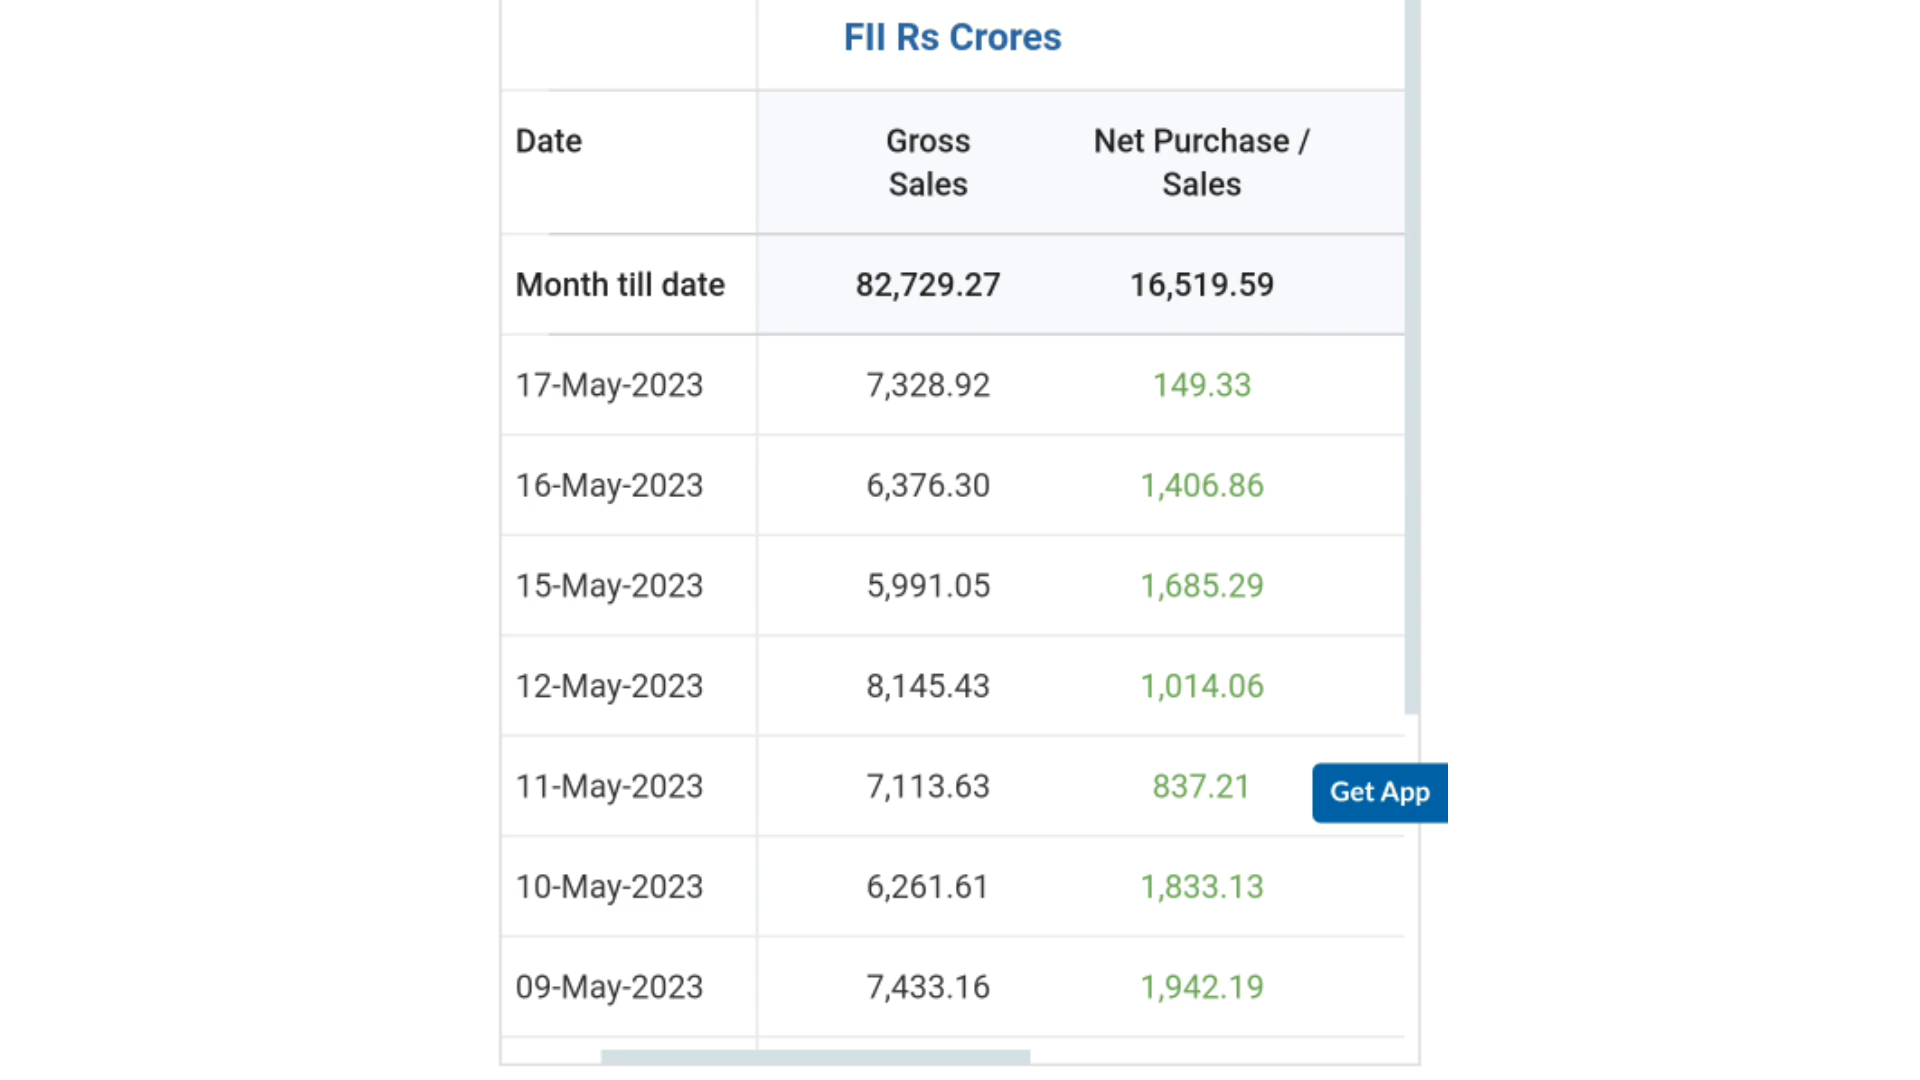 FII Rs Crores
Date Gross Sales Net Purchase / Sales
Month till date 82,729.27 16,519.59
17-May-2023 7,328.92 149.33
16-May-2023 6,376.30 1,406.86
15-May-2023 5,991.05 1,685.29
12-May-2023 8,145.43 1,014.06
11-May-2023 7,113.63 837.21
Get App
10-May-2023 6,261.61 1,833.13
09-May-2023 7,433.16 1,942.19